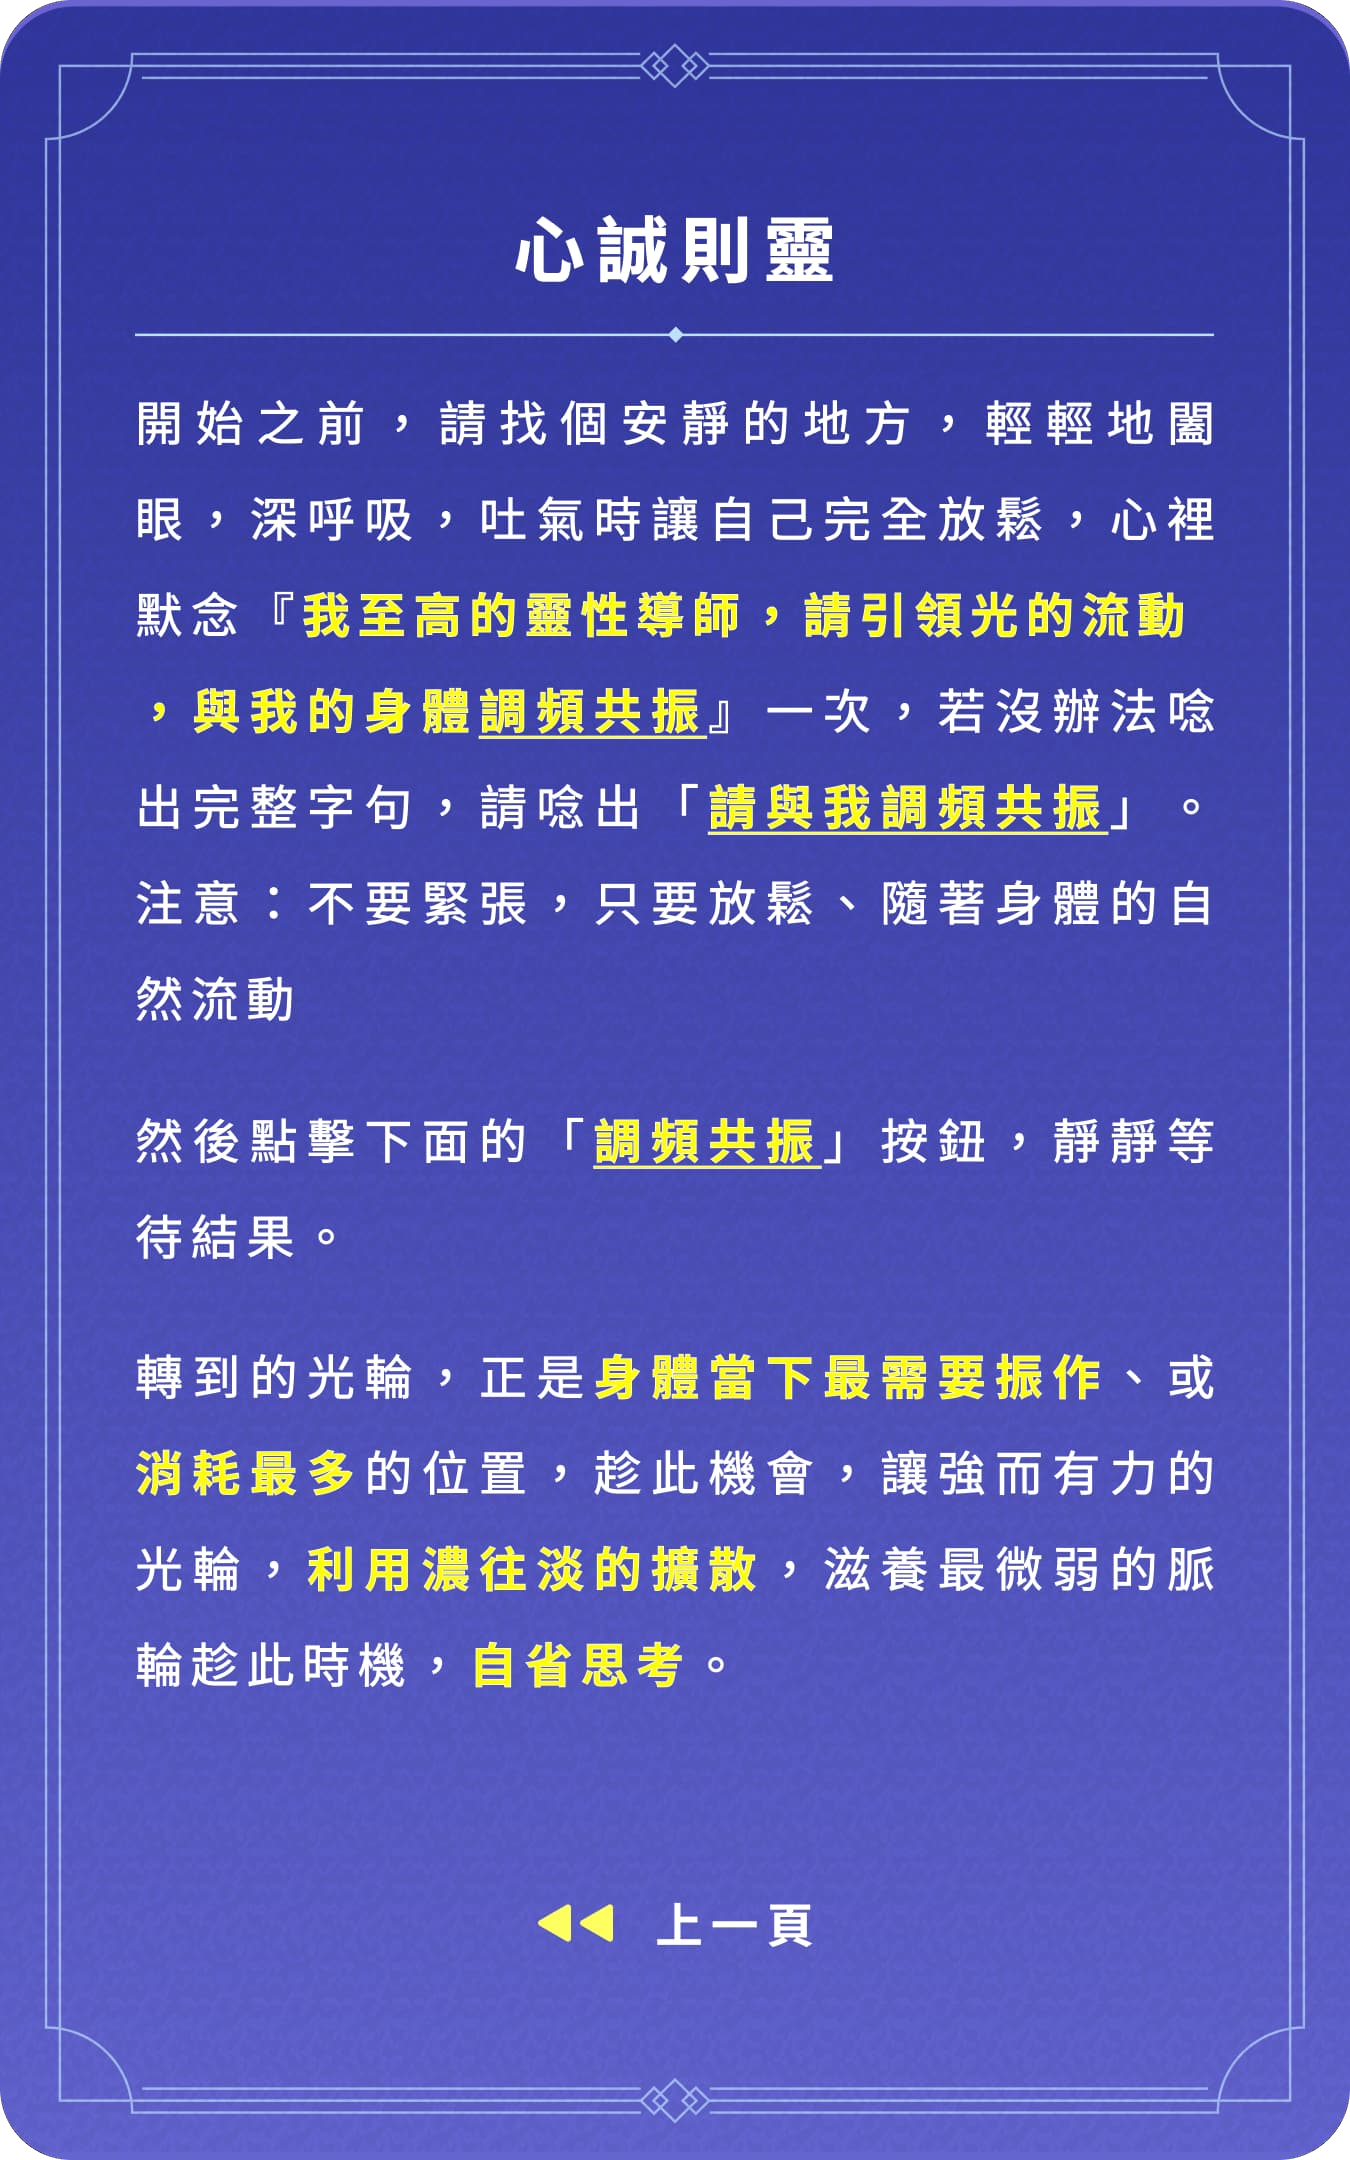 心誠則靈
開始之前，請找個安靜的地方，輕輕地闔
眼，深呼吸，吐氣時讓自己完全放鬆，心裡
默念『我至高的靈性導師，請引領光的流動
，與我的身體調頻共振』一次，若沒辦法唸
出完整字句，請唸出「請與我調頻共振」。
注意：不要緊張，只要放鬆、隨著身體的自
然流動
然後點擊下面的「調頻共振」按鈕，靜靜等
待結果。
轉到的光輪，正是身體當下最需要振作、或
消耗最多的位置，趁此機會，讓強而有力的
光輪，利用濃往淡的擴散，滋養最微弱的脈
輪趁此時機，自省思考。
上一頁